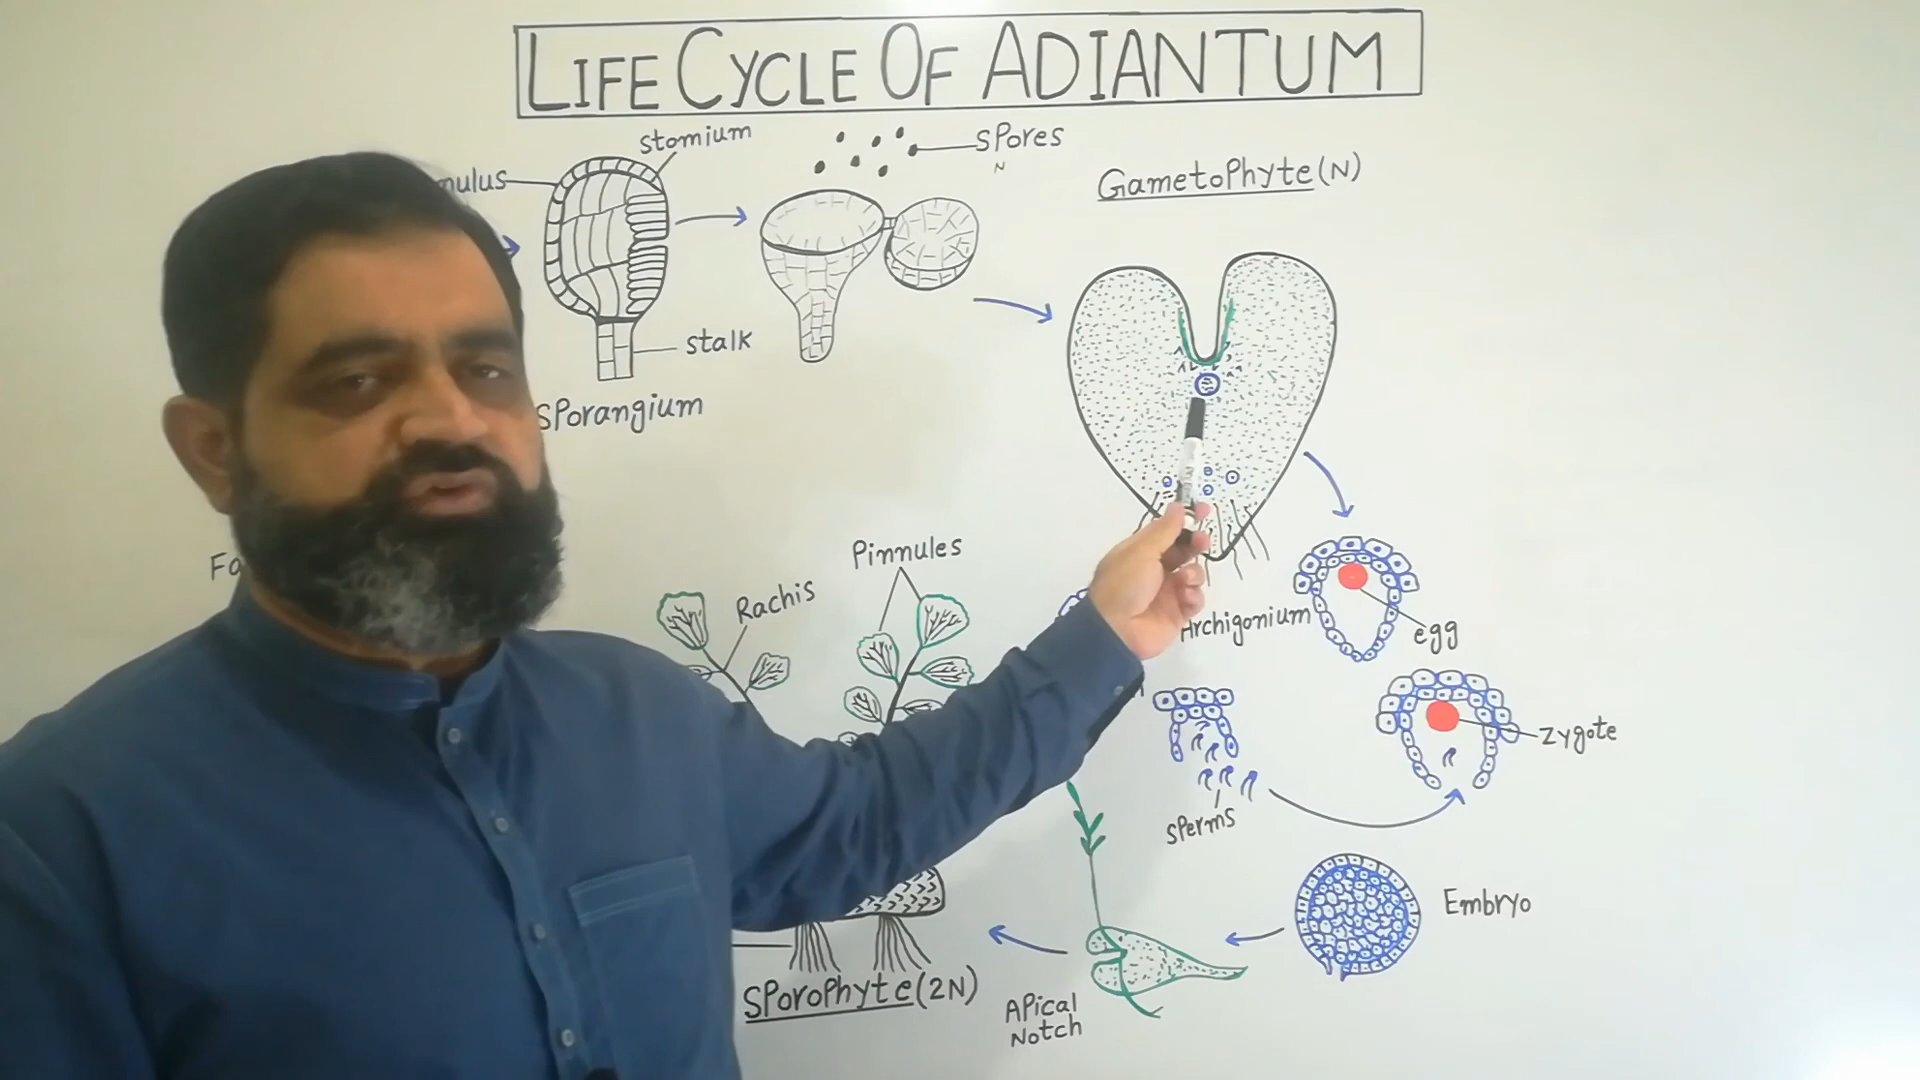 LIFE CYCLE OF ADIANTUM
stomium
SPores
N
GametoPhyte (N)
stalk
SPorangium
Pinnules
Rachis
Archigonium
egg
Zygote
sperms
Embryo
SPoroPhyte (2N)
APical
Notch